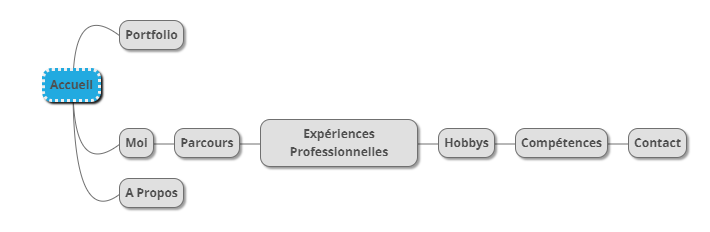 Portfolio
Accueil
Moi
Parcours
Expériences
Professionnelles
Hobbys
Compétences
Contact
A Propos